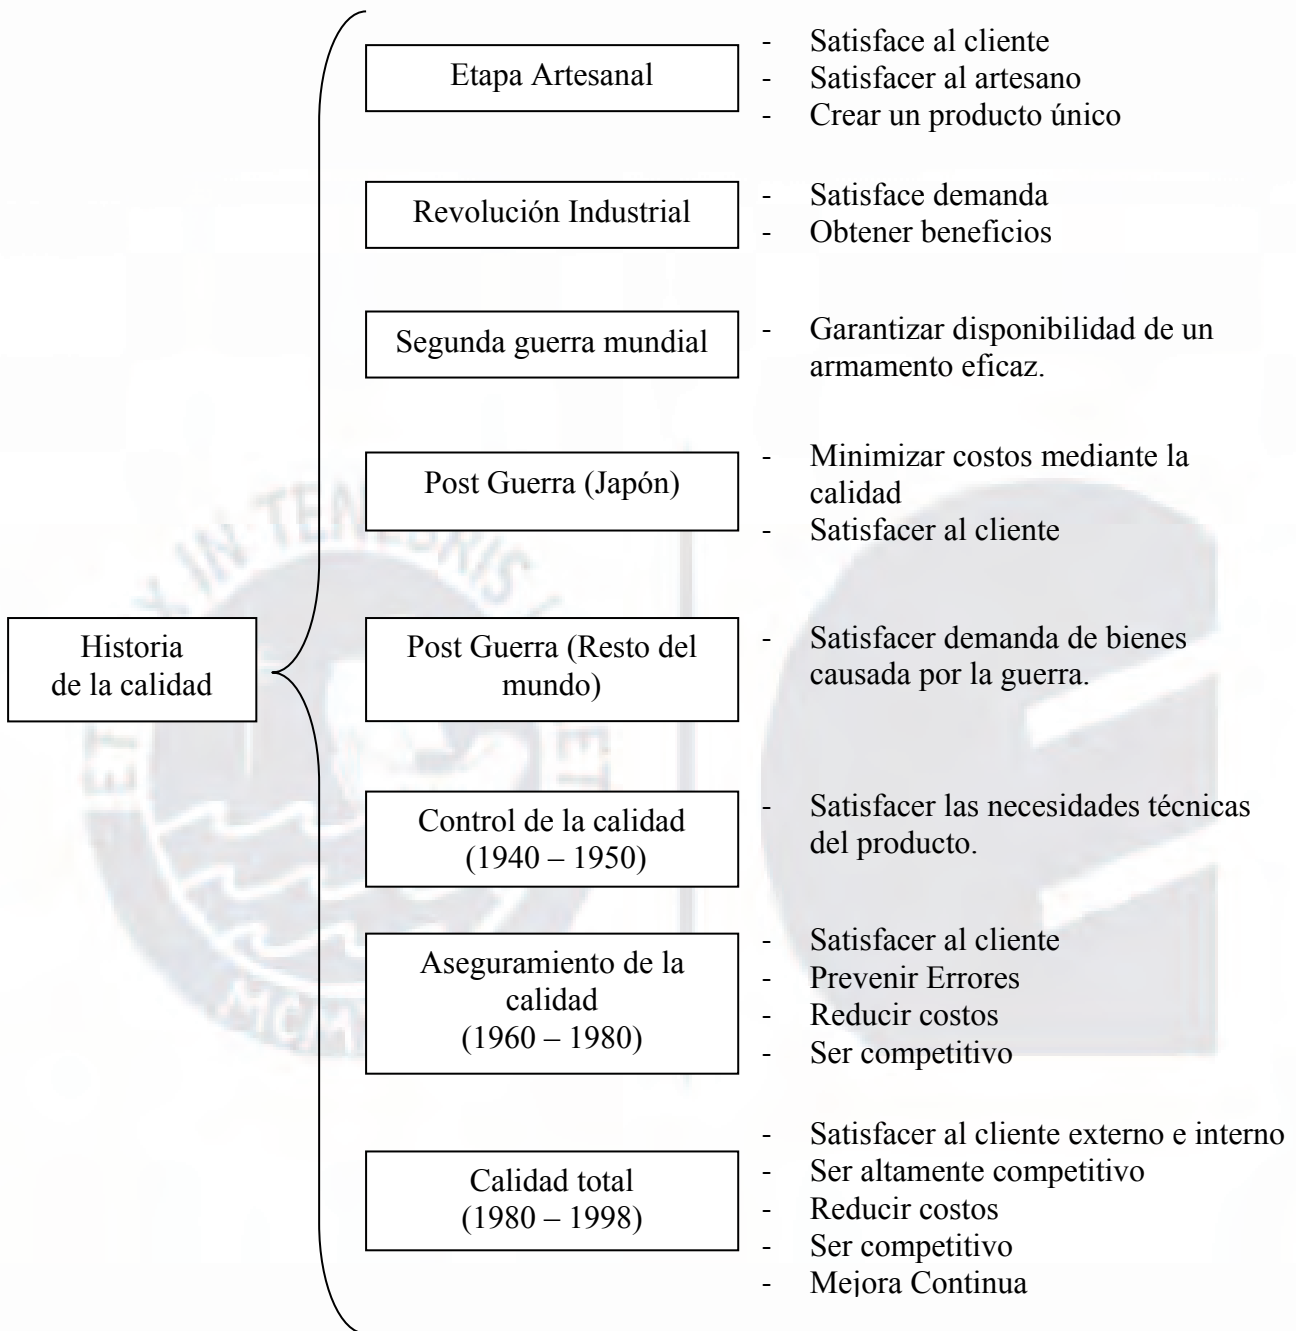 Etapa Artesanal
- Satisface al cliente
- Satisfacer al artesano
- Crear un producto único
Revolución Industrial
- Satisface demanda
- Obtener beneficios
Segunda guerra mundial
- Garantizar disponibilidad de un
armamento eficaz.
Post Guerra (Japón)
- Minimizar costos mediante la
calidad
- Satisfacer al cliente
Historia
de la calidad
Post Guerra (Resto del
mundo)
- Satisfacer demanda de bienes
causada por la guerra.
Control de la calidad
(1940 – 1950)
- Satisfacer las necesidades técnicas
del producto.
Aseguramiento de la
calidad
(1960 – 1980)
- Satisfacer al cliente
- Prevenir Errores
- Reducir costos
- Ser competitivo
Calidad total
(1980 – 1998)
- Satisfacer al cliente externo e interno
- Ser altamente competitivo
- Reducir costos
- Ser competitivo
- Mejora Continua
IN TENEBRIS
ET
ET